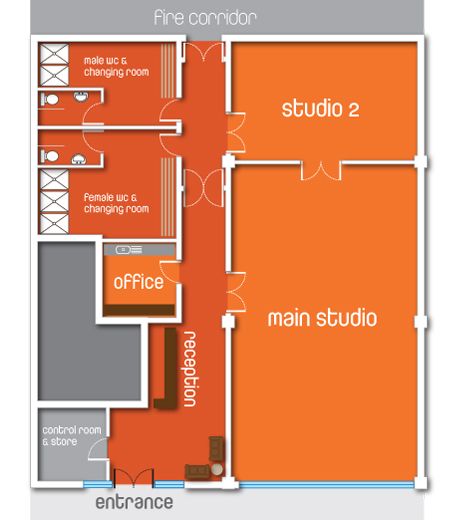 fire corridor
male wc &
changing room
studio 2
female wc &
changing room
office
main studio
reception
control room
& store
entrance